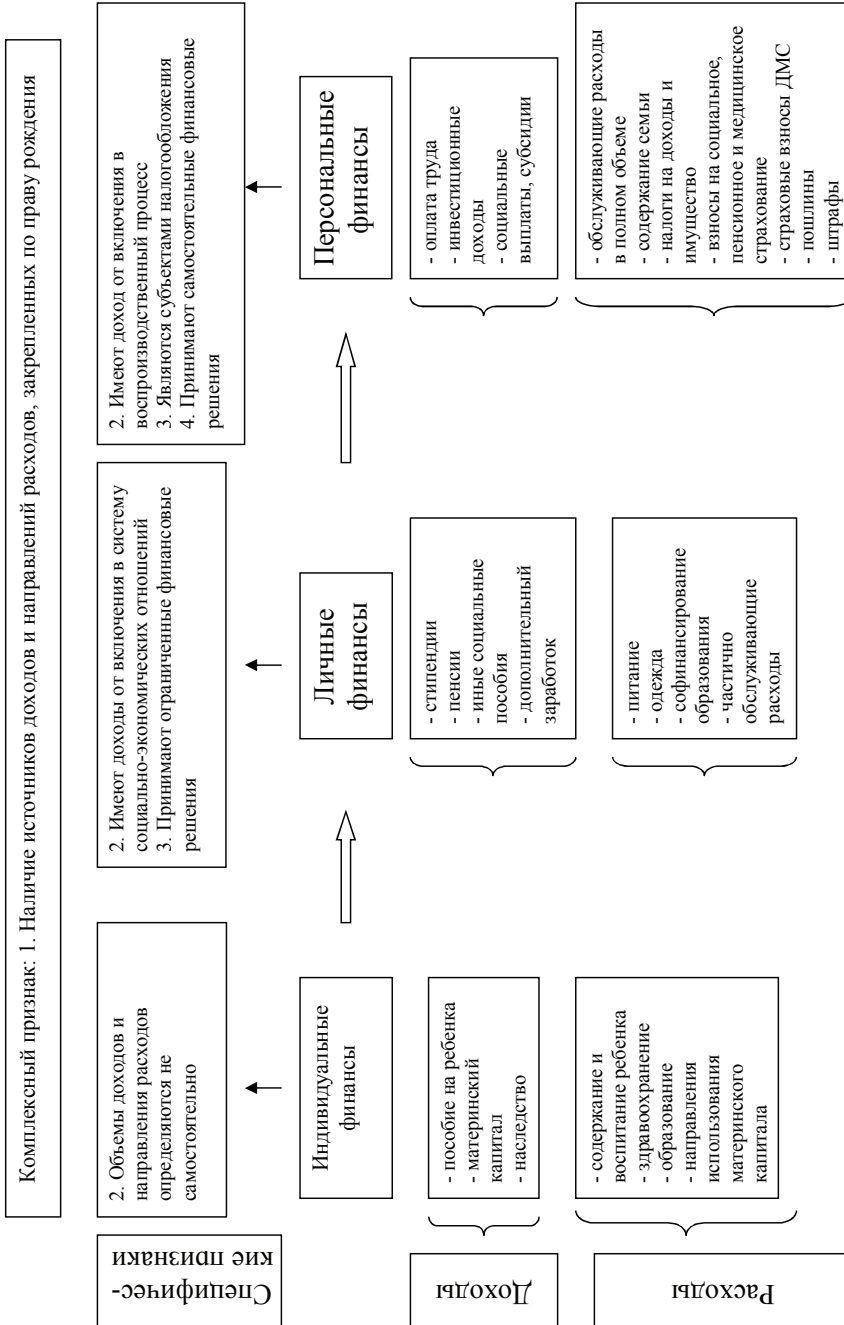 Комплексный признак: 1. Наличие источников доходов и направлений расходов, закрепленных по праву рождения
Специфичес-
кие признаки
2. Объемы доходов и
направления расходов
определяются не
самостоятельно
2. Имеют доходы от включения в систему
социально-экономических отношений
3. Принимают ограниченные финансовые
решения
2. Имеют доход от включения в
воспроизводственный процесс
3. Являются субъектами налогообложения
4. Принимают самостоятельные финансовые
решения
Индивидуальные
финансы
Личные
финансы
Персональные
финансы
Доходы
- пособие на ребенка
- материнский
капитал
- наследство
- стипендии
- пенсии
- иные социальные
пособия
- дополнительный
заработок
- оплата труда
- инвестиционные
доходы
- социальные
выплаты, субсидии
Расходы
- содержание и
воспитание ребенка
- здравоохранение
- образование
- направления
использования
материнского
капитала
- питание
- одежда
- софинансирование
образования
- частично
обслуживающие
расходы
- обслуживающие расходы
в полном объеме
- содержание семьи
- налоги на доходы и
имущество
- взносы на социальное,
пенсионное и медицинское
страхование
- страховые взносы ДМС
- пошлины
- штрафы